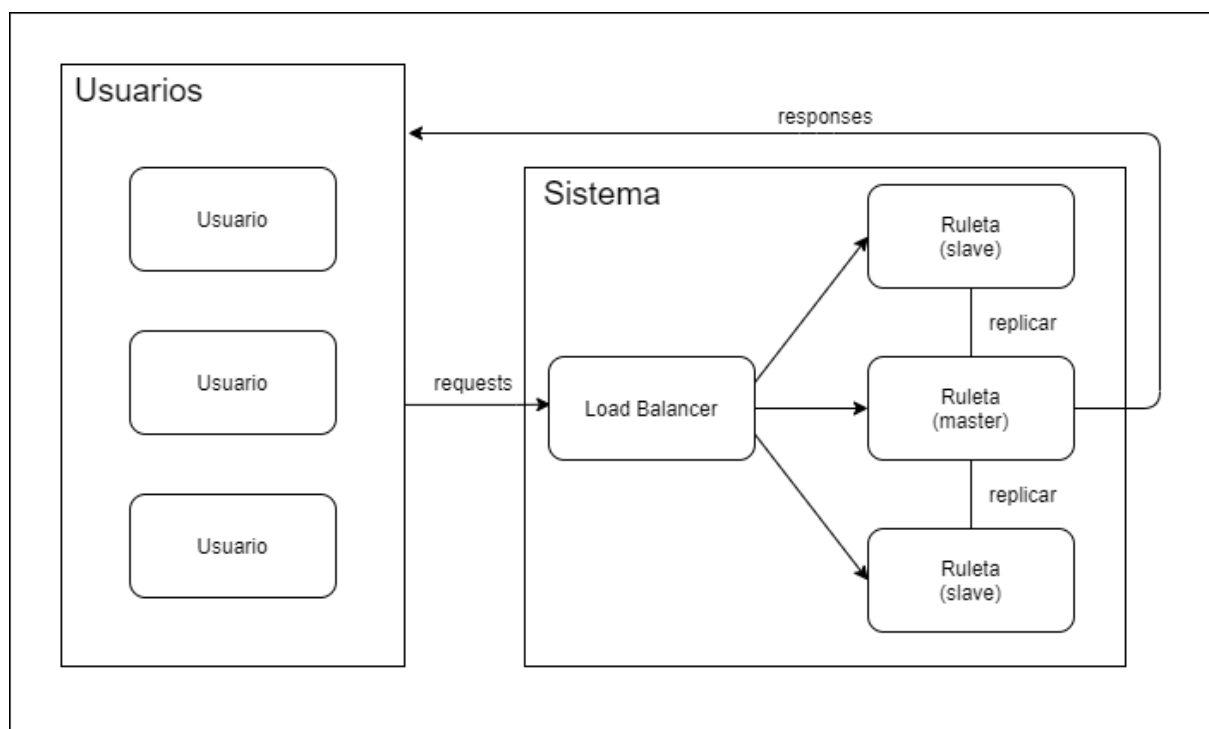 Usuarios
responses
Usuario
Sistema
Ruleta
(slave)
replicar
Usuario
requests
Load Balancer
Ruleta
(master)
replicar
Usuario
Ruleta
(slave)